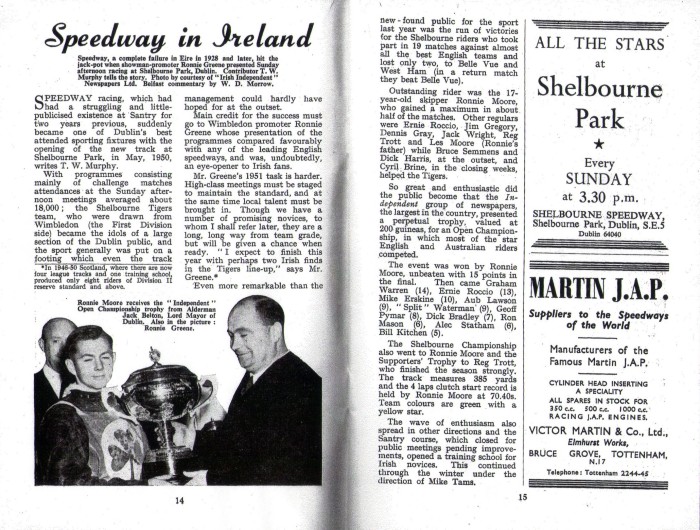 Speedway in Ireland
Speedway, a complete failure in Eire in 1928 and later, hit the
jack-pot when showman-promoter Ronnie Greene presented Sunday
afternoon racing at Shelbourne Park, Dublin. Contributor T. W.
Murphy tells the story. Photo by courtesy of "Irish Independent"
Newspapers Ltd. Belfast commentary by W. D. Morrow.
SPEEDWAY racing, which had
had a struggling and little-
publicised existence at Santry for
two years previous, suddenly
became one of Dublin's best
attended sporting fixtures with the
opening of the new track at
Shelbourne Park, in May, 1950,
writes T. W. Murphy.
With programmes consisting
mainly of challenge matches
attendances at the Sunday after-
noon meetings averaged about
18,000; the Shelbourne Tigers
team, who were drawn from
Wimbledon (the First Division
side) became the idols of a large
section of the Dublin public, and
the sport generally was put on a
footing which even the track
*In 1946-50 Scotland, where there are now
four league tracks and one training school,
produced only eight riders of Division II
reserve standard and above.
management could hardly have
hoped for at the outset.
Main credit for the success must
go to Wimbledon promoter Ronnie
Greene whose presentation of the
programmes compared favourably
with any of the leading English
speedways, and was, undoubtedly,
an eye-opener to Irish fans.
Mr. Greene's 1951 task is harder.
High-class meetings must be staged
to maintain the standard, and at
the same time local talent must be
brought in. Though we have a
number of promising novices, to
whom I shall refer later, they are a
long, long way from team grade,
but will be given a chance when
ready. "I expect to finish this
year with perhaps two Irish finds
in the Tigers line-up," says Mr.
Greene.*
Even more remarkable than the
Ronnie Moore receives the "Independent"
Open Championship trophy from Alderman
Jack Belton, Lord Mayor of
Dublin. Also in the picture:
Ronnie Greene.
14
new-found public for the sport
last year was the run of victories
for the Shelbourne riders who took
part in 19 matches against almost
all the best English teams and
lost only two, to Belle Vue and
West Ham (in a return match
they beat Belle Vue).
Outstanding rider was the 17-
year-old skipper Ronnie Moore,
who gained a maximum in about
half of the matches. Other regulars
were Ernie Roccio, Jim Gregory,
Dennis Gray, Jack Wright, Reg
Trott and Les Moore (Ronnie's
father) while Bruce Semmens and
Dick Harris, at the outset, and
Cyril Brine, in the closing weeks,
helped the Tigers.
So great and enthusiastic did
the public become that the In-
dependent group of newspapers,
the largest in the country, presented
a perpetual trophy, valued at
200 guineas, for an Open Champion-
ship, in which most of the star
English and Australian riders
competed.
The event was won by Ronnie
Moore, unbeaten with 15 points in
the final. Then came Graham
Warren (14), Ernie Roccio (13),
Mike Erskine (10), Aub Lawson
(9), "Split" Waterman (9), Geoff
Pymar (8), Dick Bradley (7), Ron
Mason (6), Alec Statham (6),
Bill Kitchen (5).
The Shelbourne Championship
also went to Ronnie Moore and the
Supporters' Trophy to Reg Trott,
who finished the season strongly.
The track measures 385 yards
and the 4 laps clutch start record is
held by Ronnie Moore at 70.40s.
Team colours are green with a
yellow star.
The wave of enthusiasm also
spread in other directions and the
Santry course, which closed for
public meetings pending improve-
ments, opened a training school for
Irish novices. This continued
through the winter under the
direction of Mike Tams.
ALL THE STARS
at
Shelbourne
Park
★
Every
SUNDAY
at 3.30 p.m.
SHELBOURNE SPEEDWAY,
Shelbourne Park, Dublin, S.E.5
Dublin 64040
MARTIN J.A.P.
Suppliers to the Speedways
of the World
Manufacturers of the
Famous Martin J.A.P.
CYLINDER HEAD INSERTING
A SPECIALITY
ALL SPARES IN STOCK FOR
350 c.c. 500 c.c. 1000 c.c.
RACING J.A.P. ENGINES.
VICTOR MARTIN & Co., Ltd.,
Elmhurst Works,
BRUCE GROVE, TOTTENHAM,
N.17
Telephone: Tottenham 2244-45
15